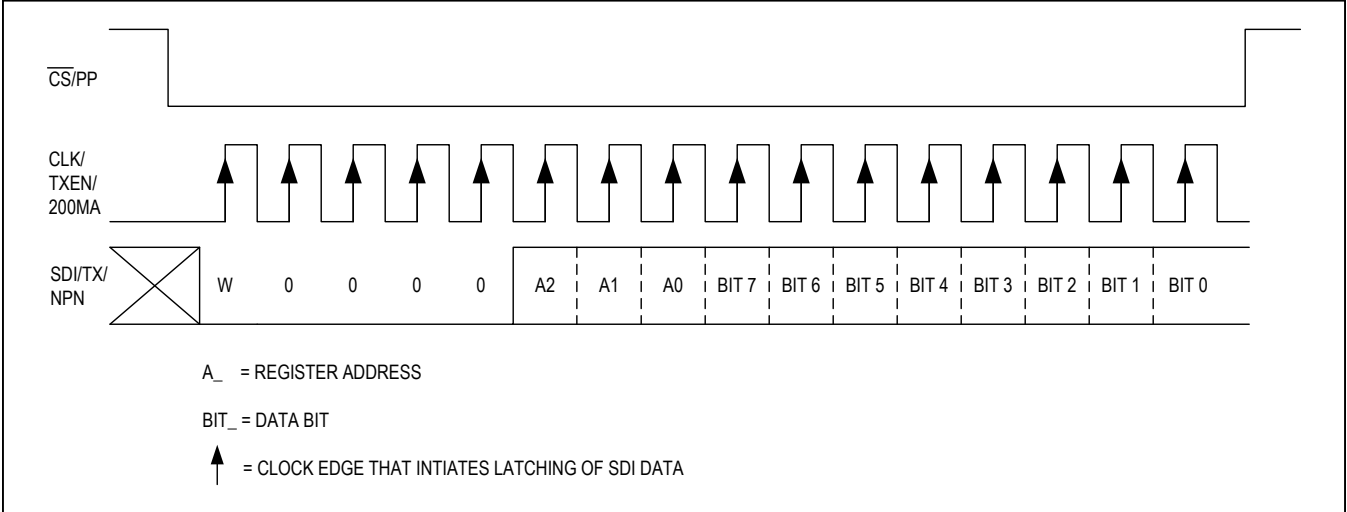 CS/PP
CLK/
TXEN/
200MA
SDI/TX/
NPN
W 0 0 0 0 A2 A1 A0 BIT 7 BIT 6 BIT 5 BIT 4 BIT 3 BIT 2 BIT 1 BIT 0
A_ = REGISTER ADDRESS
BIT_ = DATA BIT
= CLOCK EDGE THAT INTIATES LATCHING OF SDI DATA